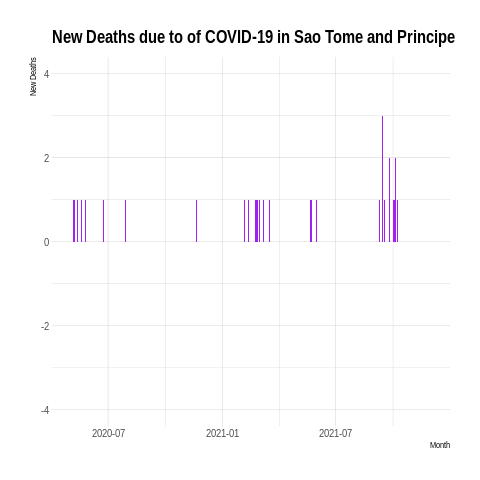 New Deaths due to of COVID-19 in Sao Tome and Principe
New Deaths
4
2
0
-2
-4
2020-07
2021-01
2021-07
Month